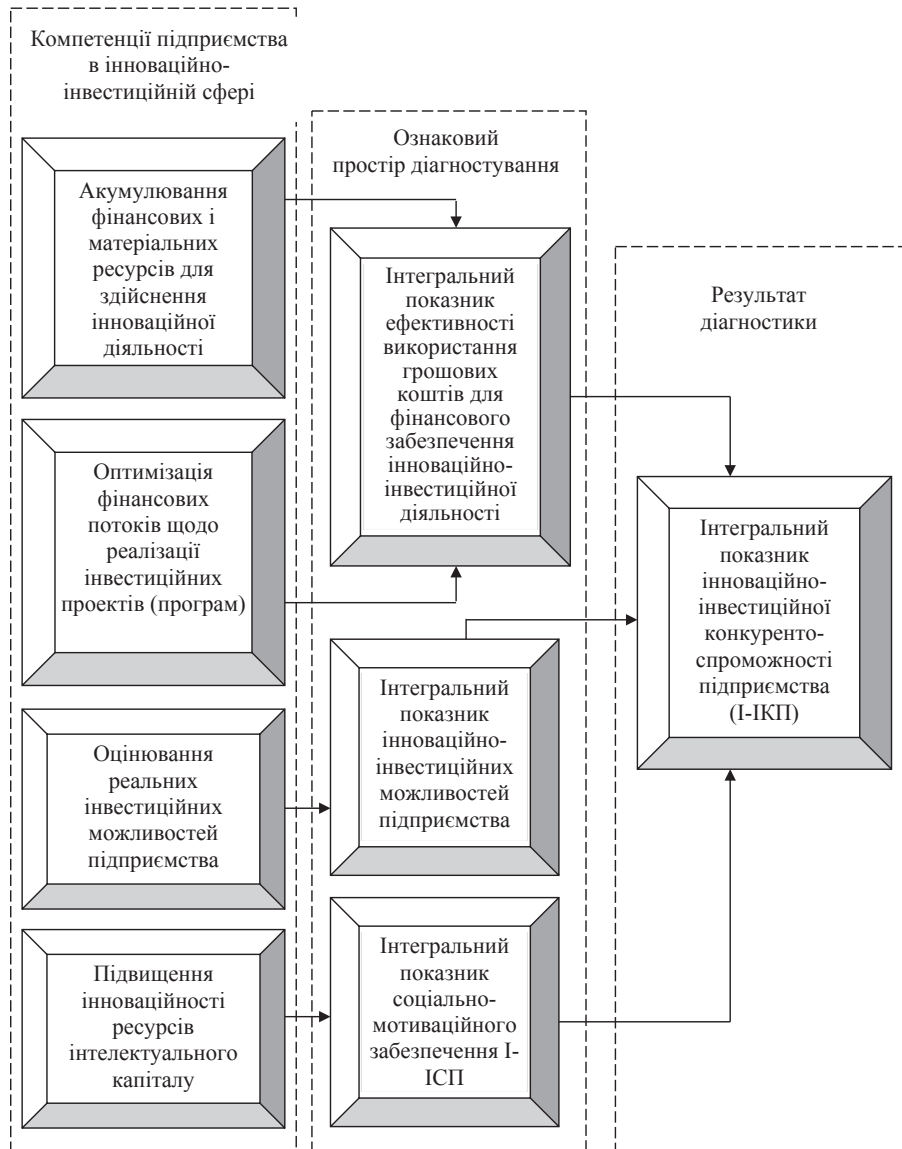 Компетенції підприємства
в інноваційно-
інвестиційній сфері
Акумулювання
фінансових і
матеріальних
ресурсів для
здійснення
інноваційної
діяльності
Оптимізація
фінансових
потоків щодо
реалізації
інвестиційних
проектів (програм)
Оцінювання
реальних
інвестиційних
можливостей
підприємства
Підвищення
інноваційності
ресурсів
інтелектуального
капіталу
Ознаковий
простір діагностування
Інтегральний
показник
ефективності
використання
грошових
коштів для
фінансового
забезпечення
інноваційно-
інвестиційної
діяльності
Інтегральний
показник
інноваційно-
інвестиційних
можливостей
підприємства
Інтегральний
показник
соціально-
мотиваційного
забезпечення І-
ІСП
Результат
діагностики
Інтегральний
показник
інноваційно-
інвестиційної
конкуренто-
спроможності
підприємства
(І-ІКП)